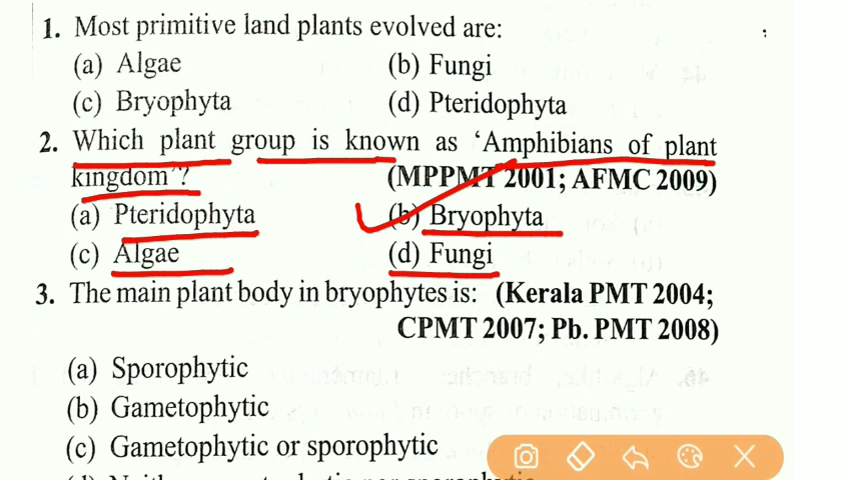 1. Most primitive land plants evolved are:
(a) Algae (b) Fungi
(c) Bryophyta (d) Pteridophyta
2. Which plant group is known as ‘Amphibians of plant
kingdom’? (MPPMT 2001; AFMC 2009)
(a) Pteridophyta (b) Bryophyta
(c) Algae (d) Fungi
3. The main plant body in bryophytes is: (Kerala PMT 2004;
CPMT 2007; Pb. PMT 2008)
(a) Sporophytic
(b) Gametophytic
(c) Gametophytic or sporophytic